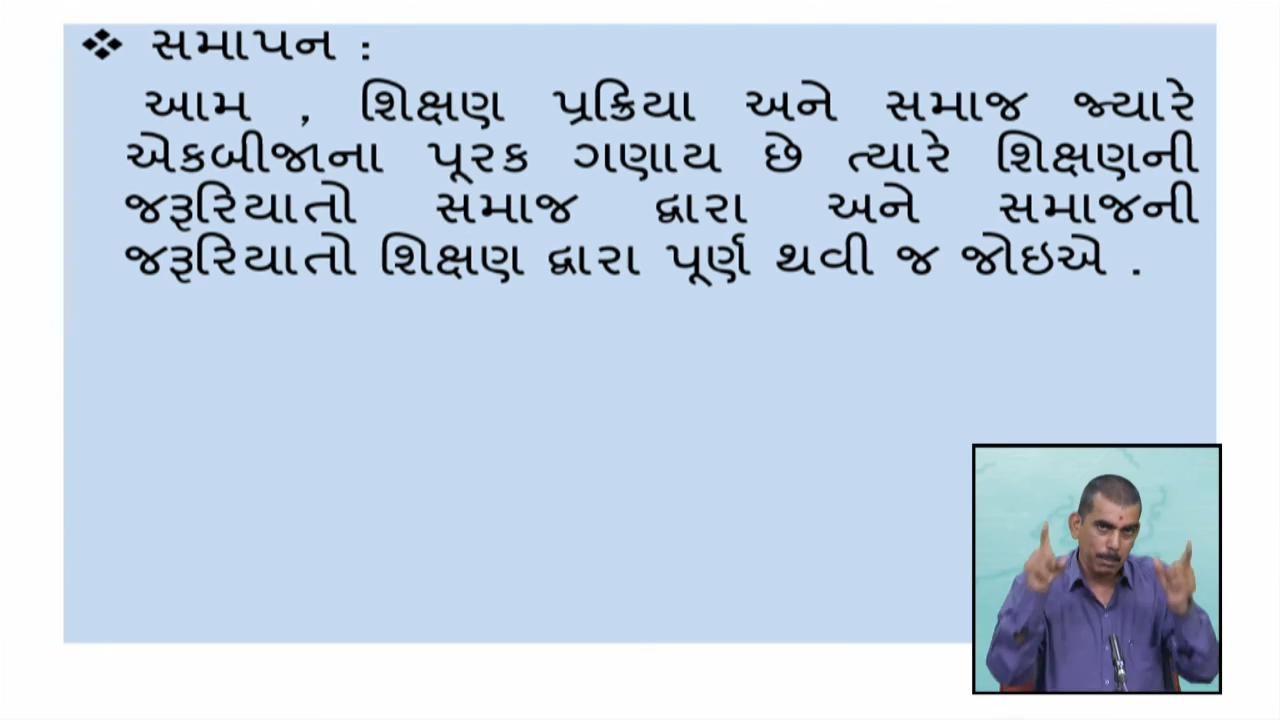 ❖ સમાપન :
આમ , શિક્ષણ પ્રક્રિયા અને સમાજ જ્યારે
એકબીજાના પૂરક ગણાય છે ત્યારે શિક્ષણની
જરૂરિયાતો સમાજ દ્વારા અને સમાજની
જરૂરિયાતો શિક્ષણ દ્વારા પૂર્ણ થવી જ જોઇએ .